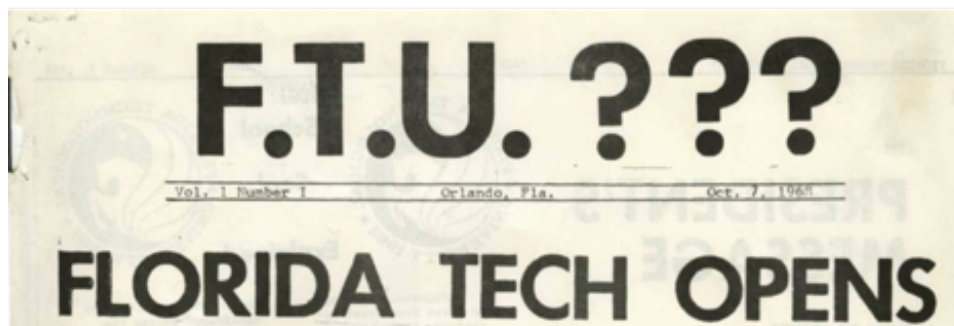 F.T.U. ???
Vol. 1 Number 1 Orlando, Fla. Oct. 7, 1968
FLORIDA TECH OPENS